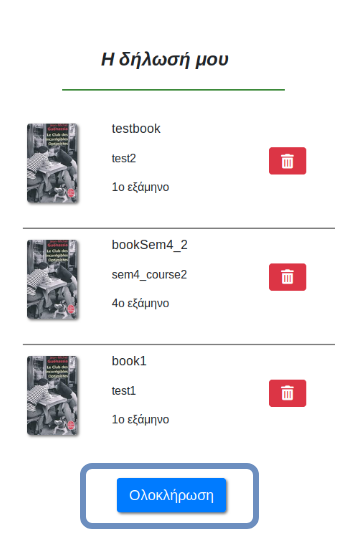 Η δήλωσή μου
testbook
test2
1ο εξάμηνο
bookSem4_2
sem4_course2
4ο εξάμηνο
book1
test1
1ο εξάμηνο
Ολοκλήρωση